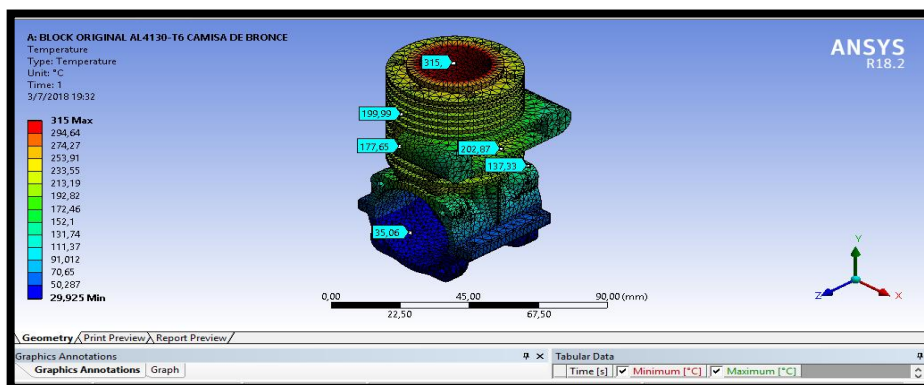 A: BLOCK ORIGINAL AL4130-T6 CAMISA DE BRONCE
Temperature
Type: Temperature
Unit: °C
Time: 1
3/7/2018 19:32
ANSYS
R18.2
315 Max
294,64
274,27
253,91
233,55
213,19
192,82
172,46
152,1
131,74
111,37
91,012
70,65
50,287
29,925 Min
315,
199,99
177,65
202,87
137,33
35,06
0,00 45,00 90,00 (mm)
22,50 67,50
Y
Z X
Geometry Print Preview Report Preview
Graphics Annotations
Graphics Annotations Graph
Tabular Data
Time [s] Minimum [°C] Maximum [°C]